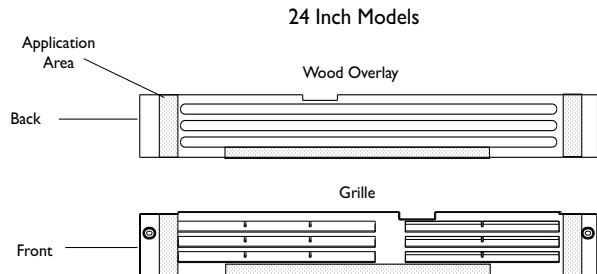 24 Inch Models
Application
Area
Wood Overlay
Back
Grille
Front